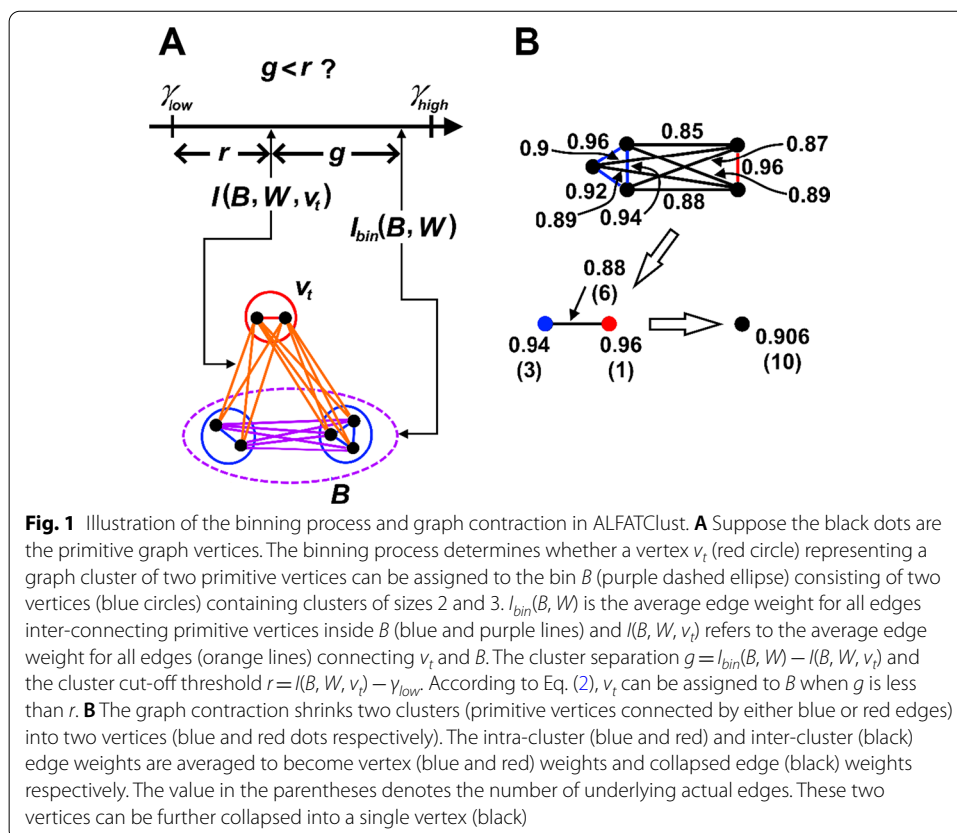 A
B
g < r ?
γlow
γhigh
r
g
l(B, W, vt)
lbin(B, W)
vt
B
0.85
0.96
0.9
0.87
0.96
0.92
0.88
0.89
0.89
0.94
0.88
(6)
0.94
(3)
0.96
(1)
0.906
(10)
Fig. 1 Illustration of the binning process and graph contraction in ALFATClust. A Suppose the black dots are
the primitive graph vertices. The binning process determines whether a vertex vt (red circle) representing a
graph cluster of two primitive vertices can be assigned to the bin B (purple dashed ellipse) consisting of two
vertices (blue circles) containing clusters of sizes 2 and 3. lbin(B, W) is the average edge weight for all edges
inter-connecting primitive vertices inside B (blue and purple lines) and l(B, W, vt) refers to the average edge
weight for all edges (orange lines) connecting vt and B. The cluster separation g = lbin(B, W) − l(B, W, vt) and
the cluster cut-off threshold r = l(B, W, vt) − γlow. According to Eq. (2), vt can be assigned to B when g is less
than r. B The graph contraction shrinks two clusters (primitive vertices connected by either blue or red edges)
into two vertices (blue and red dots respectively). The intra-cluster (blue and red) and inter-cluster (black)
edge weights are averaged to become vertex (blue and red) weights and collapsed edge (black) weights
respectively. The value in the parentheses denotes the number of underlying actual edges. These two
vertices can be further collapsed into a single vertex (black)